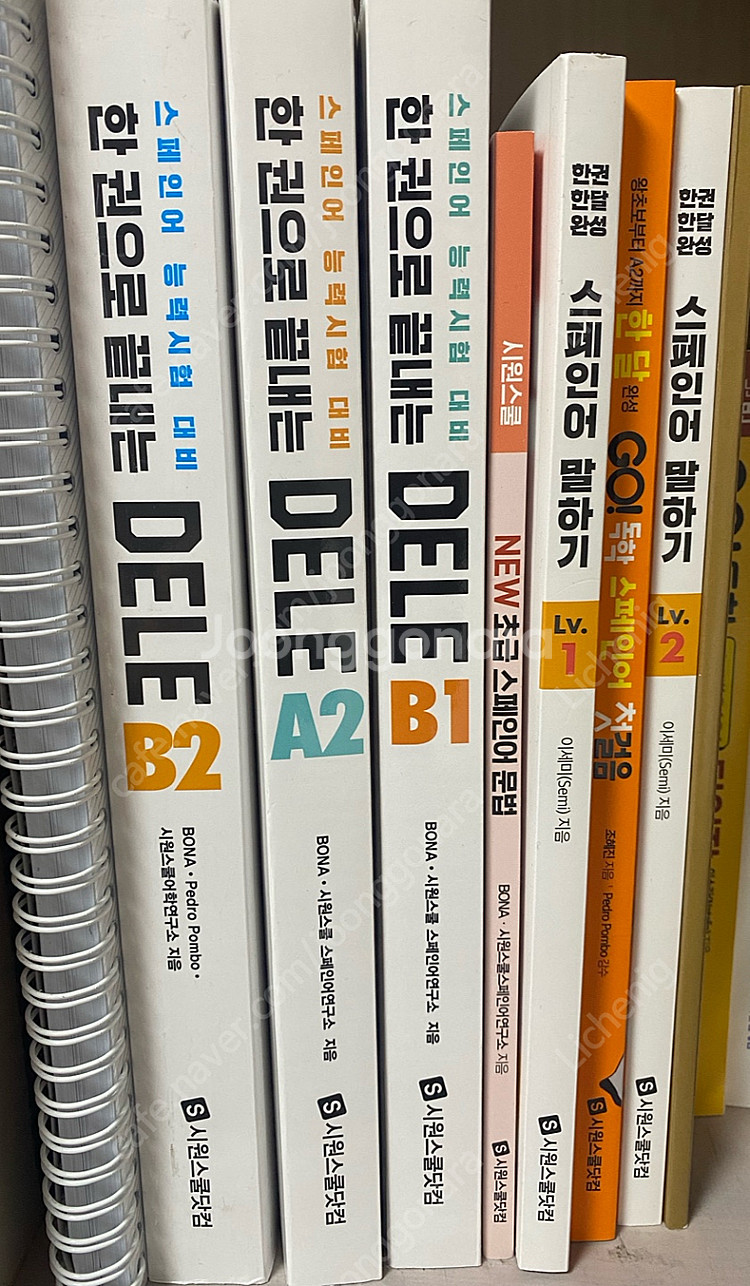 스페인어 능력시험 대비
한 권으로 끝내는
DELE
B2
BONA • Pedro Pombo •
시원스쿨어학연구소 지음
S 시원스쿨닷컴
스페인어 능력시험 대비
한 권으로 끝내는
DELE
A2
BONA • 시원스쿨 스페인어연구소 지음
S 시원스쿨닷컴
스페인어 능력시험 대비
한 권으로 끝내는
DELE
B1
BONA • 시원스쿨 스페인어연구소 지음
S 시원스쿨닷컴
시원스쿨
NEW 초급 스페인어 문법
BONA · 시원스쿨스페인어연구소 지음
S 시원스쿨닷컴
한권
한달
완성
스페인어 말하기
Lv.
1
이세미(Semi) 지음
S 시원스쿨닷컴
왕초보부터 A2까지
한 달 완성
GO! 독학 스페인어 첫걸음
조혜진 지음 | Pedro Pombo 감수
S 시원스쿨닷컴
한권
한달
완성
스페인어 말하기
Lv.
2
이세미(Semi) 지음
S 시원스쿨닷컴
Joonggonara
Lichenig
Lichenig